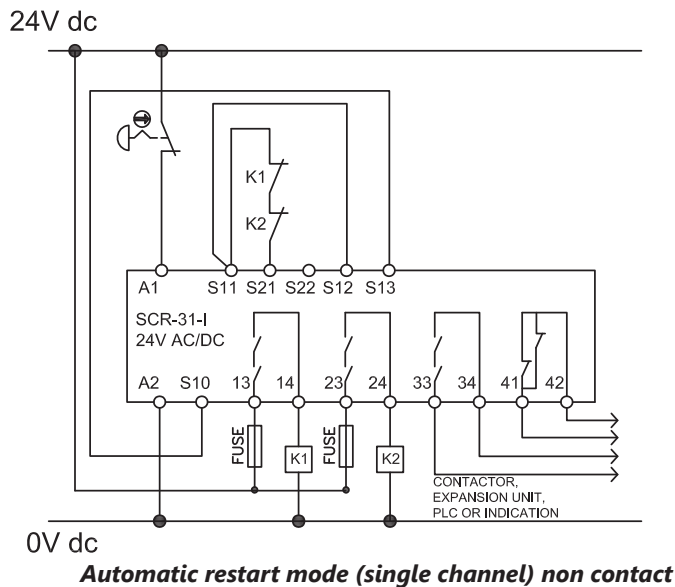 24V dc
K1
K2
A1 S11 S21 S22 S12 S13
SCR-31-I
24V AC/DC
A2 S10 13 14 23 24 33 34 41 42
FUSE K1 FUSE K2
CONTACTOR,
EXPANSION UNIT,
PLC OR INDICATION
0V dc
Automatic restart mode (single channel) non contact